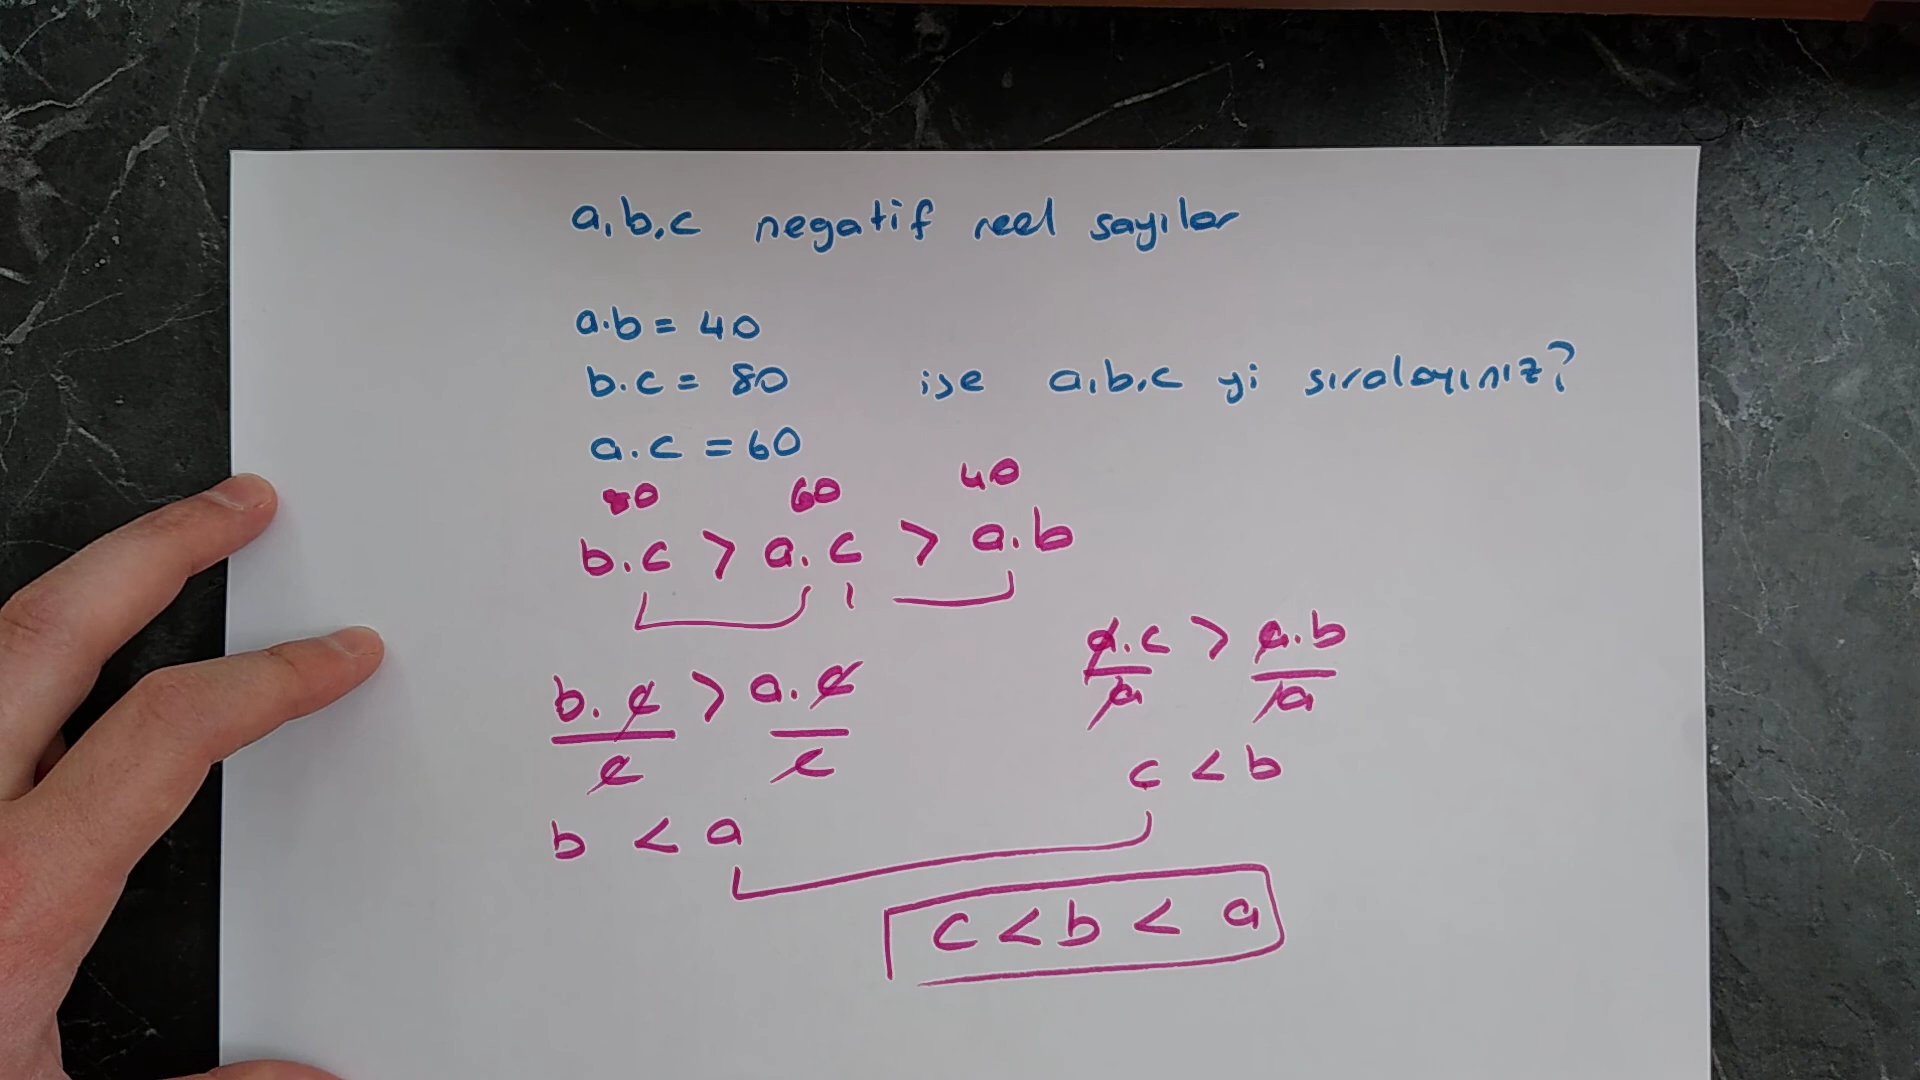 a,b,c negatif reel sayılar
a.b = 40
b.c = 80 ise a,b,c yi sıralayınız?
a.c = 60
80 60 40
b.c > a.c > a.b
b.c/c > a.c/c
b < a
a.c/a > a.b/a
c < b
c < b < a